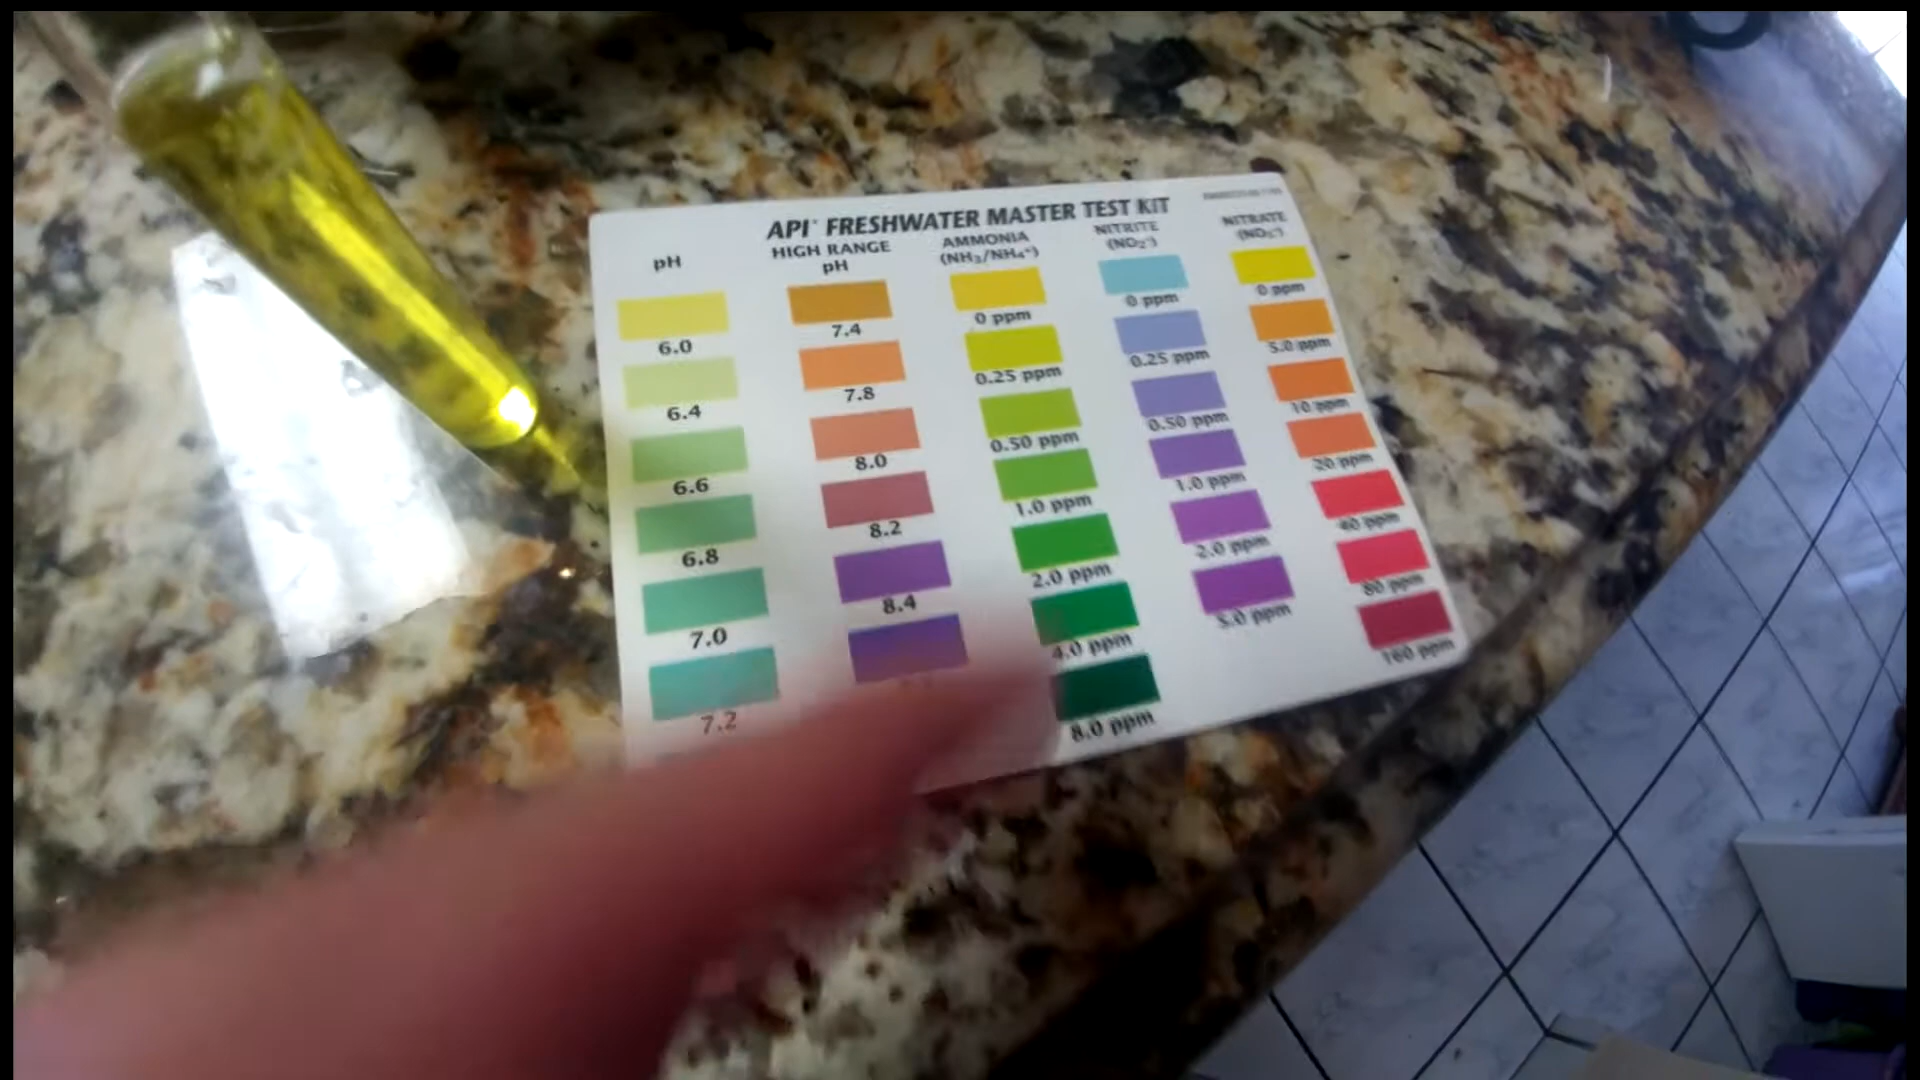 API® FRESHWATER MASTER TEST KIT
pH
HIGH RANGE
pH
AMMONIA
(NH₃/NH₄⁺)
NITRITE
(NO₂⁻)
NITRATE
(NO₃⁻)
6.0
7.4
0 ppm
0 ppm
0 ppm
6.4
7.8
0.25 ppm
0.25 ppm
5.0 ppm
6.6
8.0
0.50 ppm
0.50 ppm
10 ppm
6.8
8.2
1.0 ppm
1.0 ppm
20 ppm
7.0
8.4
2.0 ppm
2.0 ppm
40 ppm
7.2
4.0 ppm
5.0 ppm
80 ppm
8.0 ppm
160 ppm